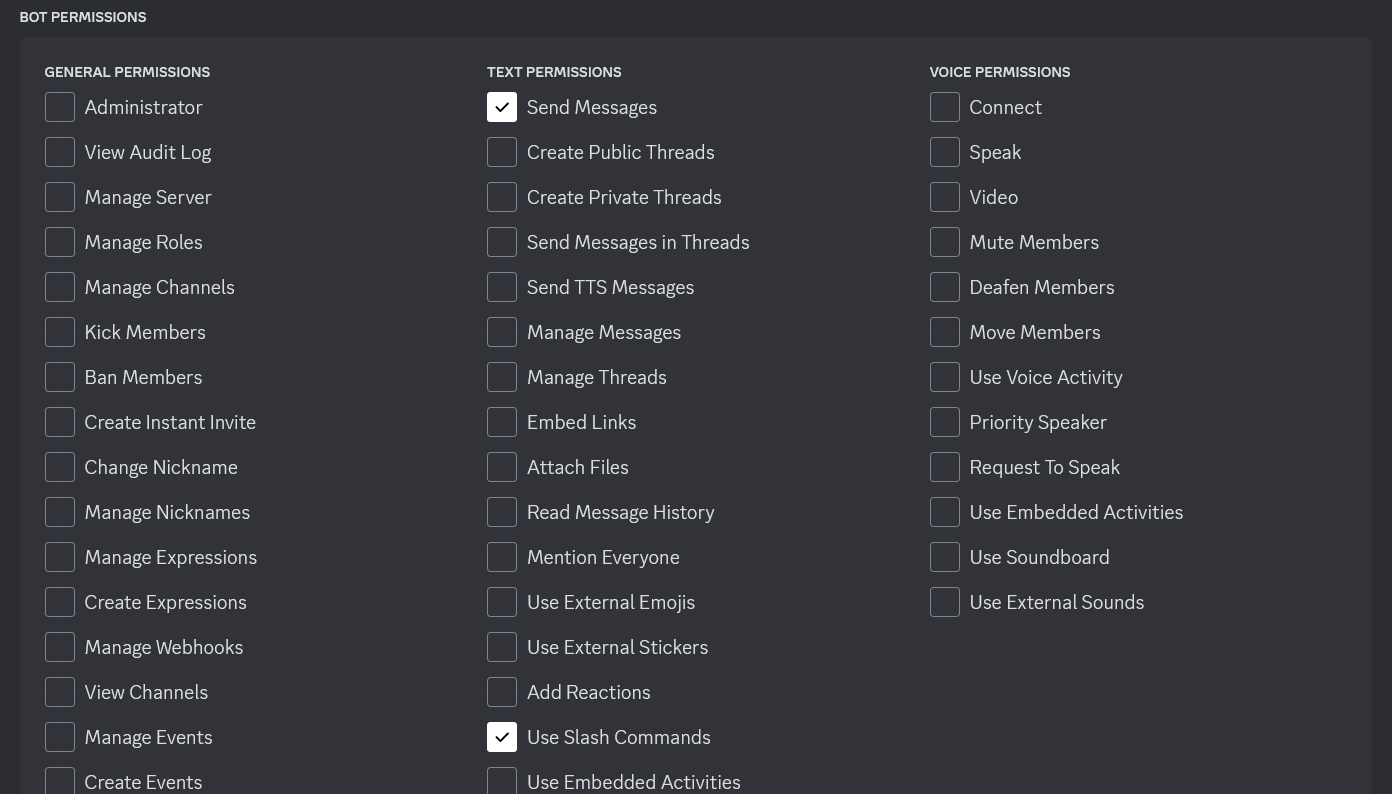 BOT PERMISSIONS
GENERAL PERMISSIONS
Administrator
View Audit Log
Manage Server
Manage Roles
Manage Channels
Kick Members
Ban Members
Create Instant Invite
Change Nickname
Manage Nicknames
Manage Expressions
Create Expressions
Manage Webhooks
View Channels
Manage Events
Create Events
TEXT PERMISSIONS
Send Messages
Create Public Threads
Create Private Threads
Send Messages in Threads
Send TTS Messages
Manage Messages
Manage Threads
Embed Links
Attach Files
Read Message History
Mention Everyone
Use External Emojis
Use External Stickers
Add Reactions
Use Slash Commands
Use Embedded Activities
VOICE PERMISSIONS
Connect
Speak
Video
Mute Members
Deafen Members
Move Members
Use Voice Activity
Priority Speaker
Request To Speak
Use Embedded Activities
Use Soundboard
Use External Sounds